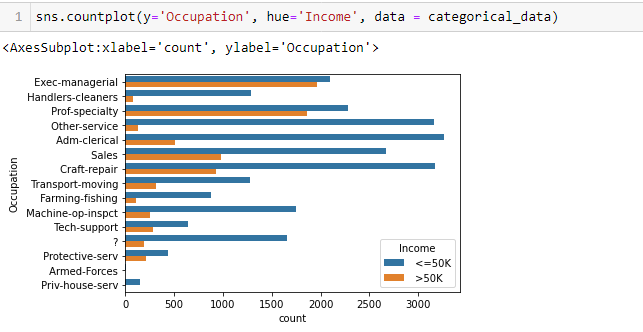 1 sns.countplot(y='Occupation', hue='Income', data = categorical_data)
<AxesSubplot:xlabel='count', ylabel='Occupation'>
Exec-managerial
Handlers-cleaners
Prof-specialty
Other-service
Adm-clerical
Sales
Craft-repair
Transport-moving
Farming-fishing
Machine-op-inspct
Tech-support
?
Protective-serv
Armed-Forces
Priv-house-serv
Occupation
Income
<=50K
>50K
0 500 1000 1500 2000 2500 3000
count